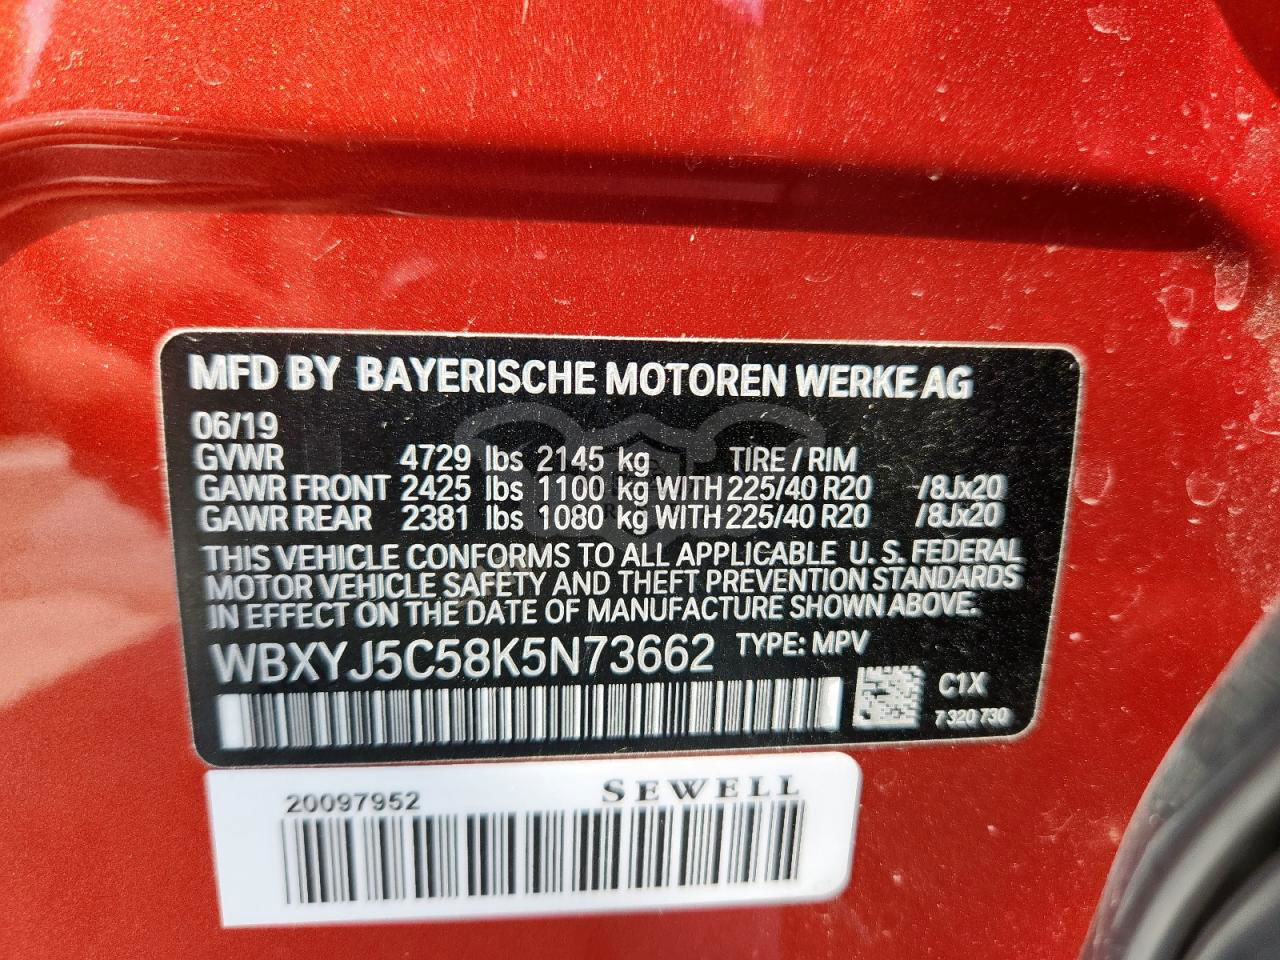 MFD BY BAYERISCHE MOTOREN WERKE AG
06/19
GVWR 4729 lbs 2145 kg TIRE / RIM
GAWR FRONT 2425 lbs 1100 kg WITH 225/40 R20 /8Jx20
GAWR REAR 2381 lbs 1080 kg WITH 225/40 R20 /8Jx20
THIS VEHICLE CONFORMS TO ALL APPLICABLE U. S. FEDERAL
MOTOR VEHICLE SAFETY AND THEFT PREVENTION STANDARDS
IN EFFECT ON THE DATE OF MANUFACTURE SHOWN ABOVE.
WBXYJ5C58K5N73662 TYPE: MPV
C1X
7 320 730
20097952 SEWELL